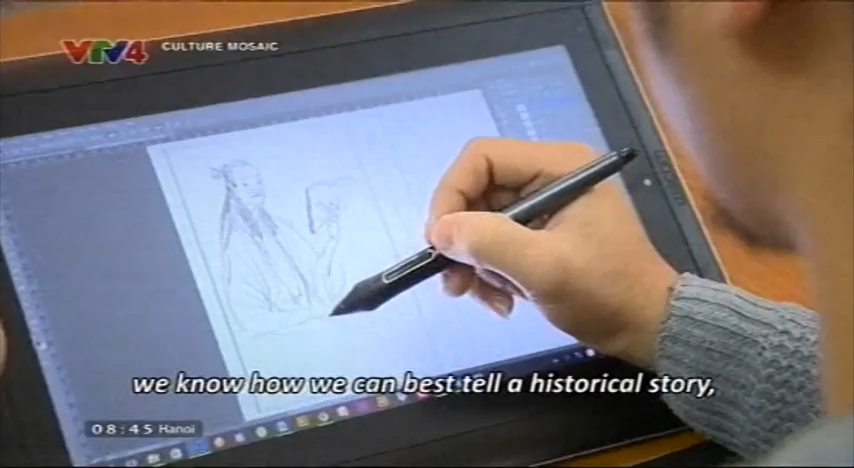 VTV4 CULTURE MOSAIC
we know how we can best tell a historical story,
08:45 Hanoi